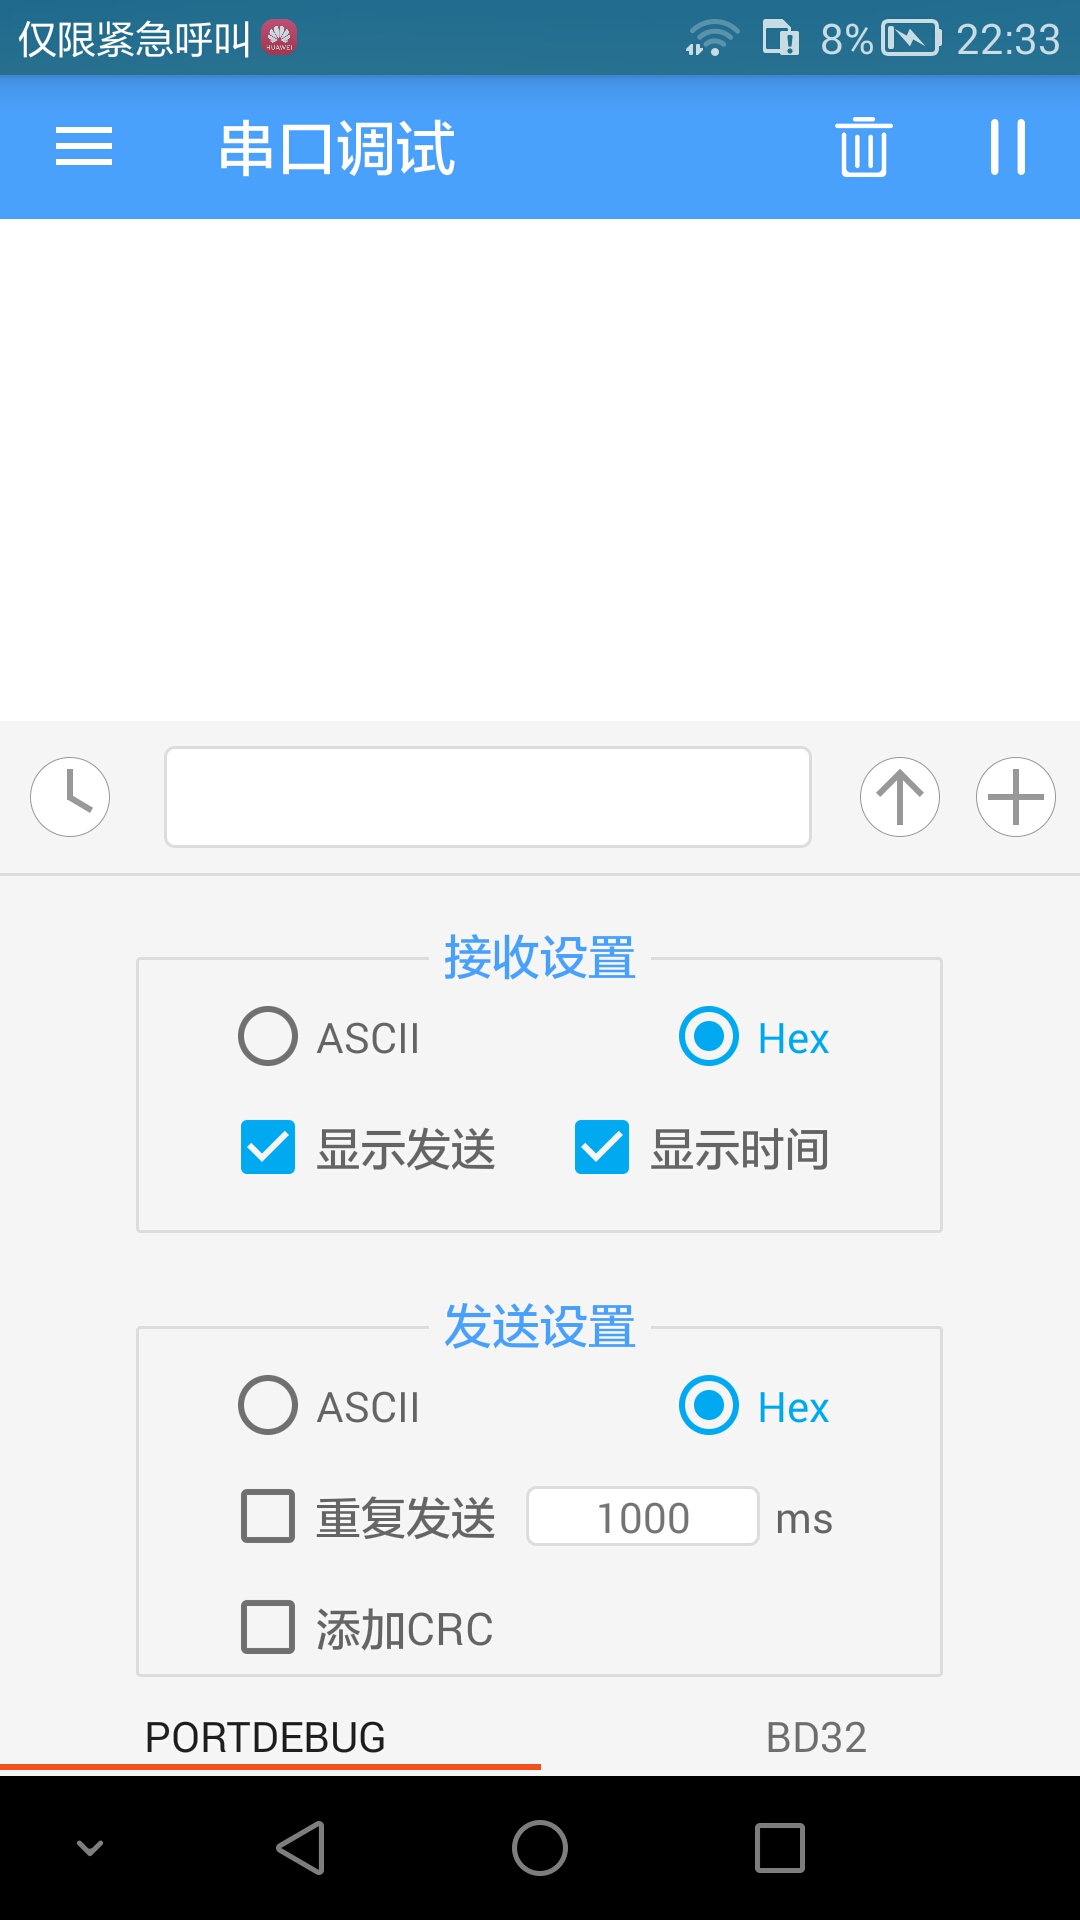 仅限紧急呼叫 HUAWEI 8% 22:33
串口调试
接收设置
ASCII Hex
显示发送 显示时间
发送设置
ASCII Hex
重复发送 1000 ms
添加CRC
PORTDEBUG BD32